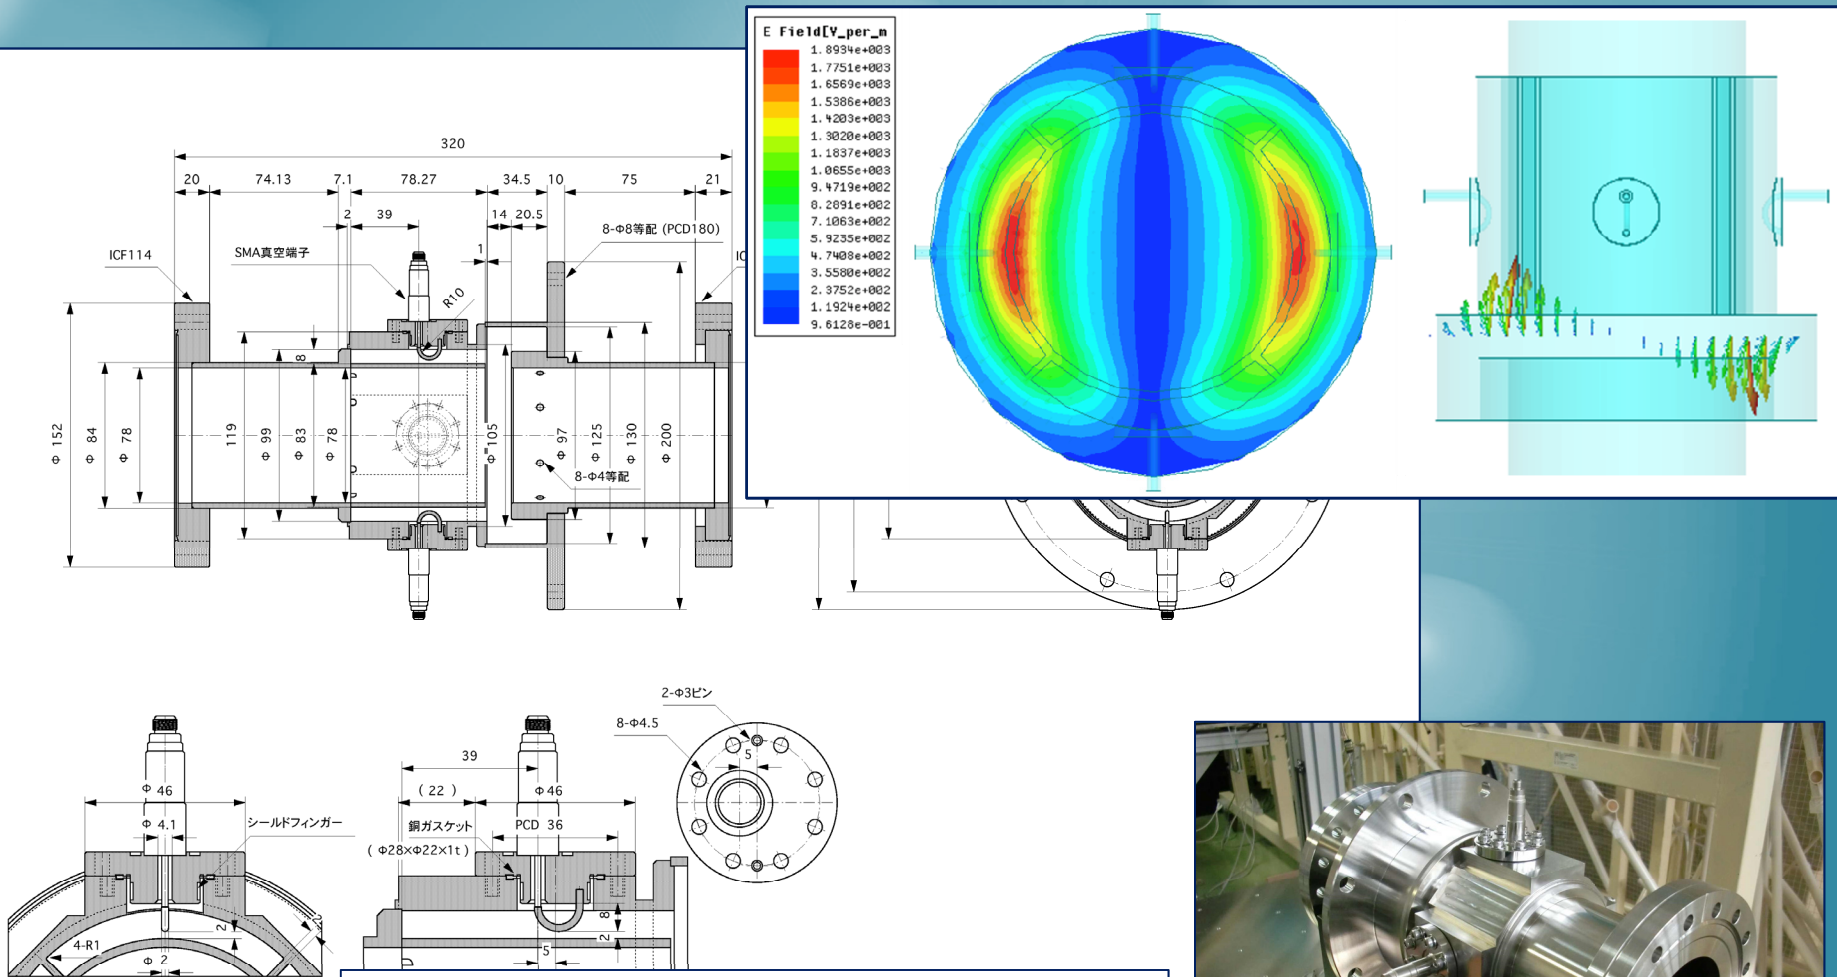 E Field[V_per_m
1.8934e+003
1.7751e+003
1.6569e+003
1.5386e+003
1.4203e+003
1.3020e+003
1.1837e+003
1.0655e+003
9.4719e+002
8.2891e+002
7.1063e+002
5.9235e+002
4.7408e+002
3.5580e+002
2.3752e+002
1.1924e+002
9.6128e-001
320
20 74.13 7.1 78.27 34.5 10 75 21
2 39 14 20.5
1
8-Φ8等配 (PCD180)
ICF114
SMA真空端子
IC
R10
8
Φ 152
Φ 84
Φ 78
119
Φ 99
Φ 83
Φ 78
Φ 105
Φ 97
Φ 125
Φ 130
Φ 200
8-Φ4等配
2-Φ3ピン
8-Φ4.5
5
39
( 22 )
Φ 46
Φ 46
Φ 4.1
シールドフィンガー
銅ガスケット
PCD 36
( Φ28×Φ22×1t )
2
2
4-R1
Φ 2
8
2
5